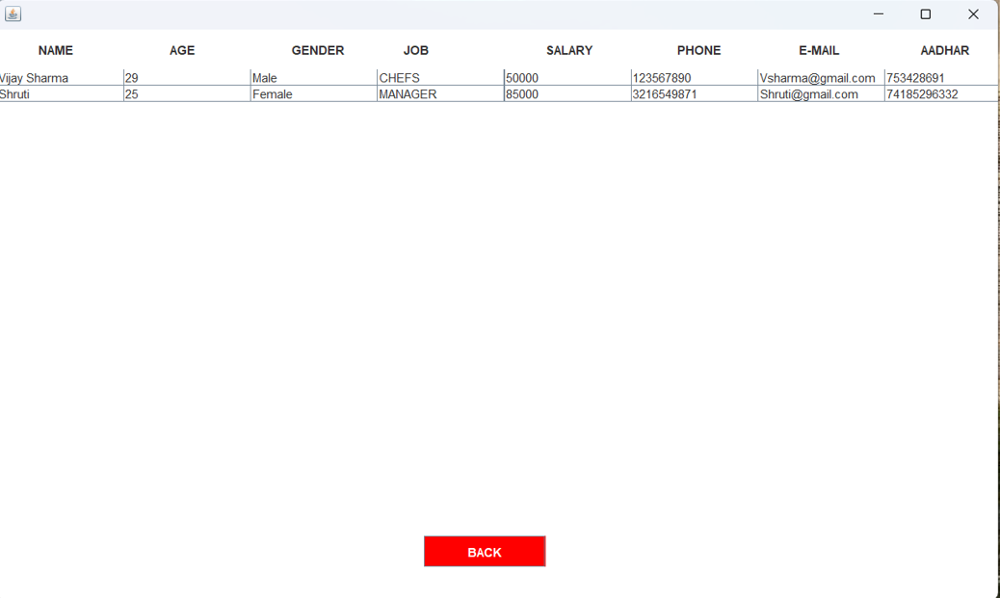 NAME AGE GENDER JOB SALARY PHONE E-MAIL AADHAR
Vijay Sharma 29 Male CHEFS 50000 123567890 Vsharma@gmail.com 753428691
Shruti 25 Female MANAGER 85000 3216549871 Shruti@gmail.com 74185296332
BACK